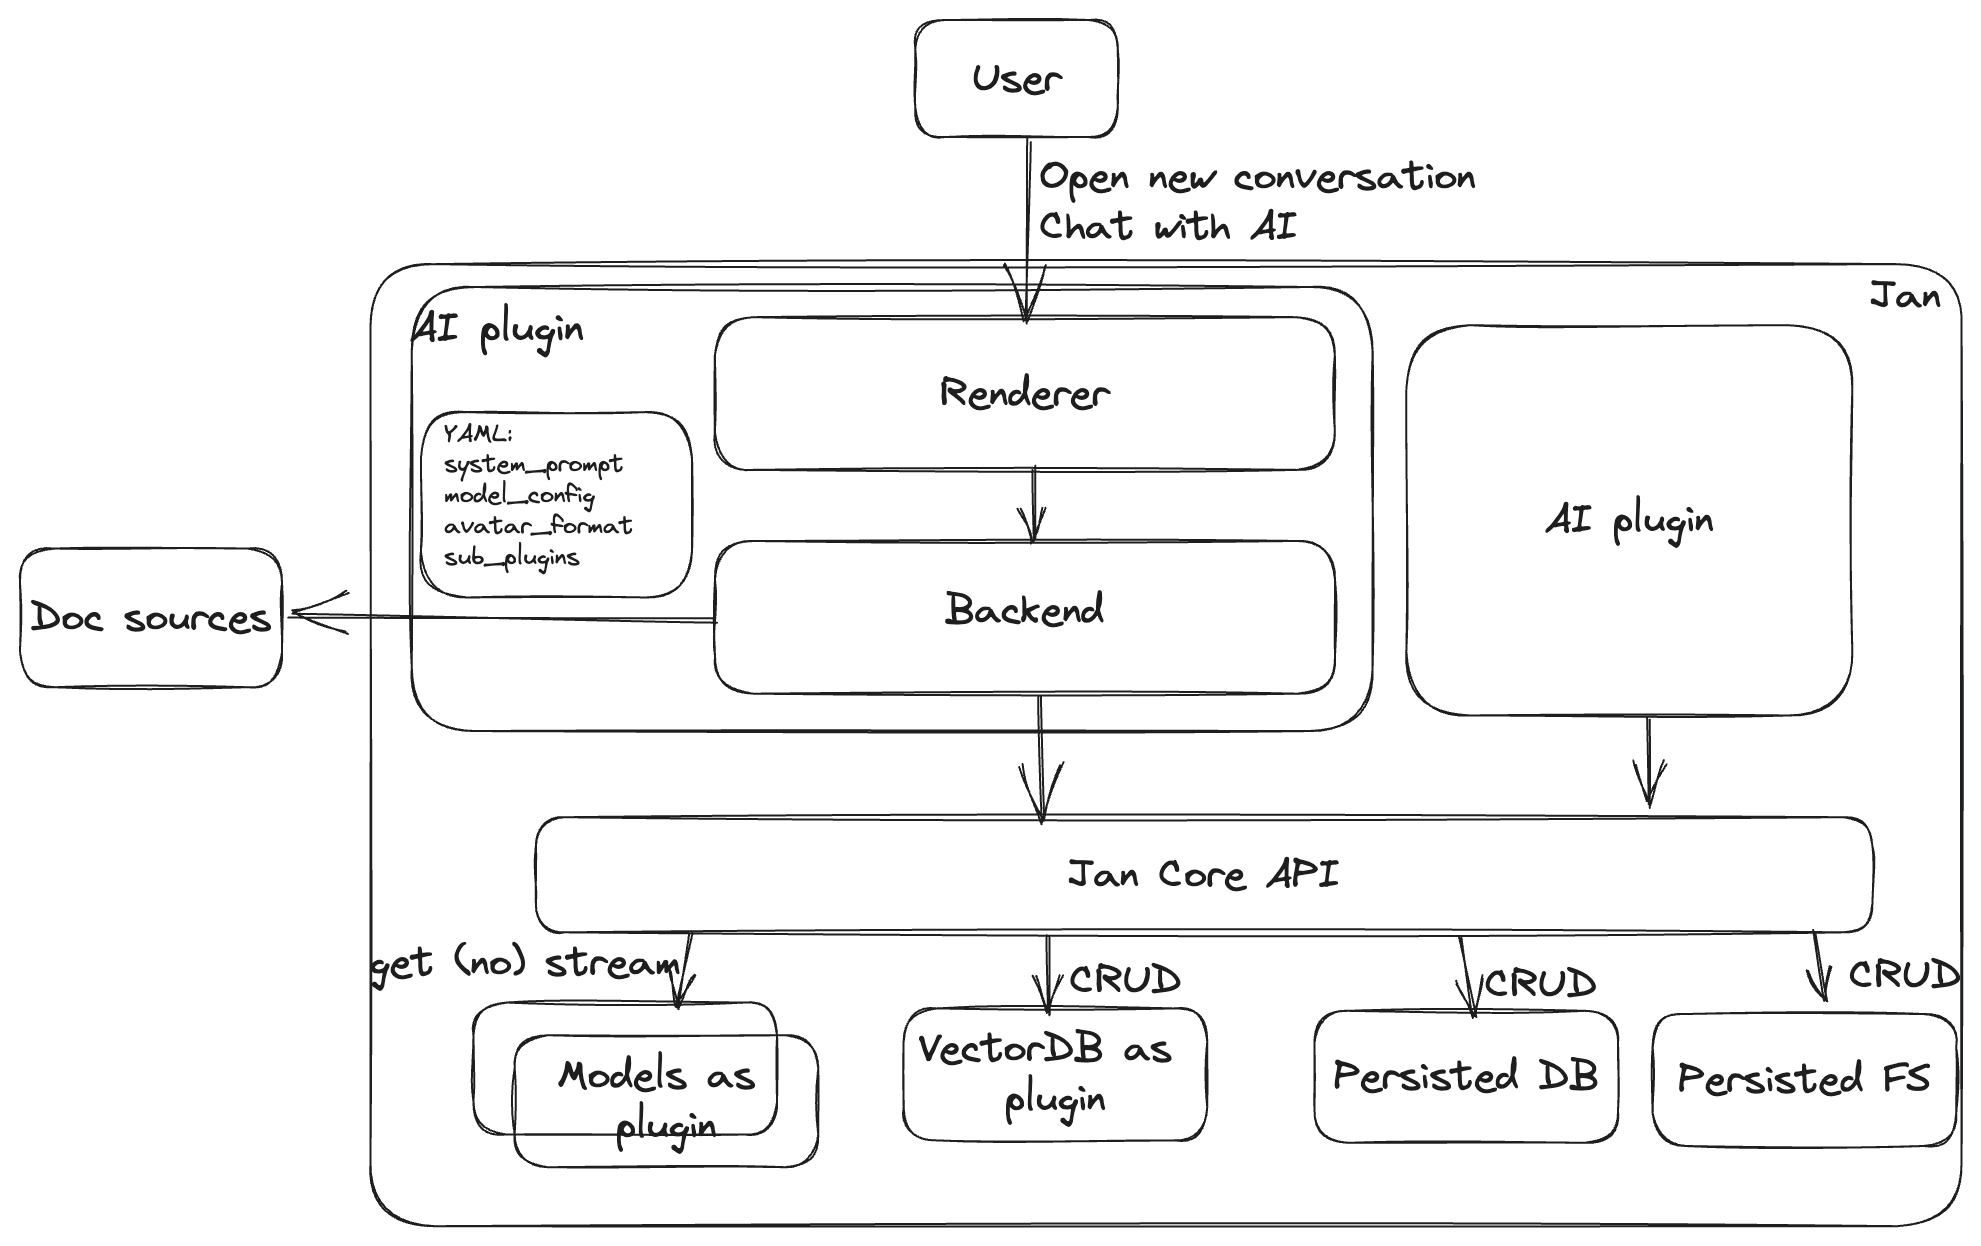 User
Open new conversation
Chat with AI
Jan
AI plugin
Renderer
YAML:
system_prompt
model_config
avatar_format
sub_plugins
AI plugin
Doc sources
Backend
Jan Core API
get (no) stream
CRUD
CRUD
CRUD
Models as
plugin
VectorDB as
plugin
Persisted DB
Persisted FS